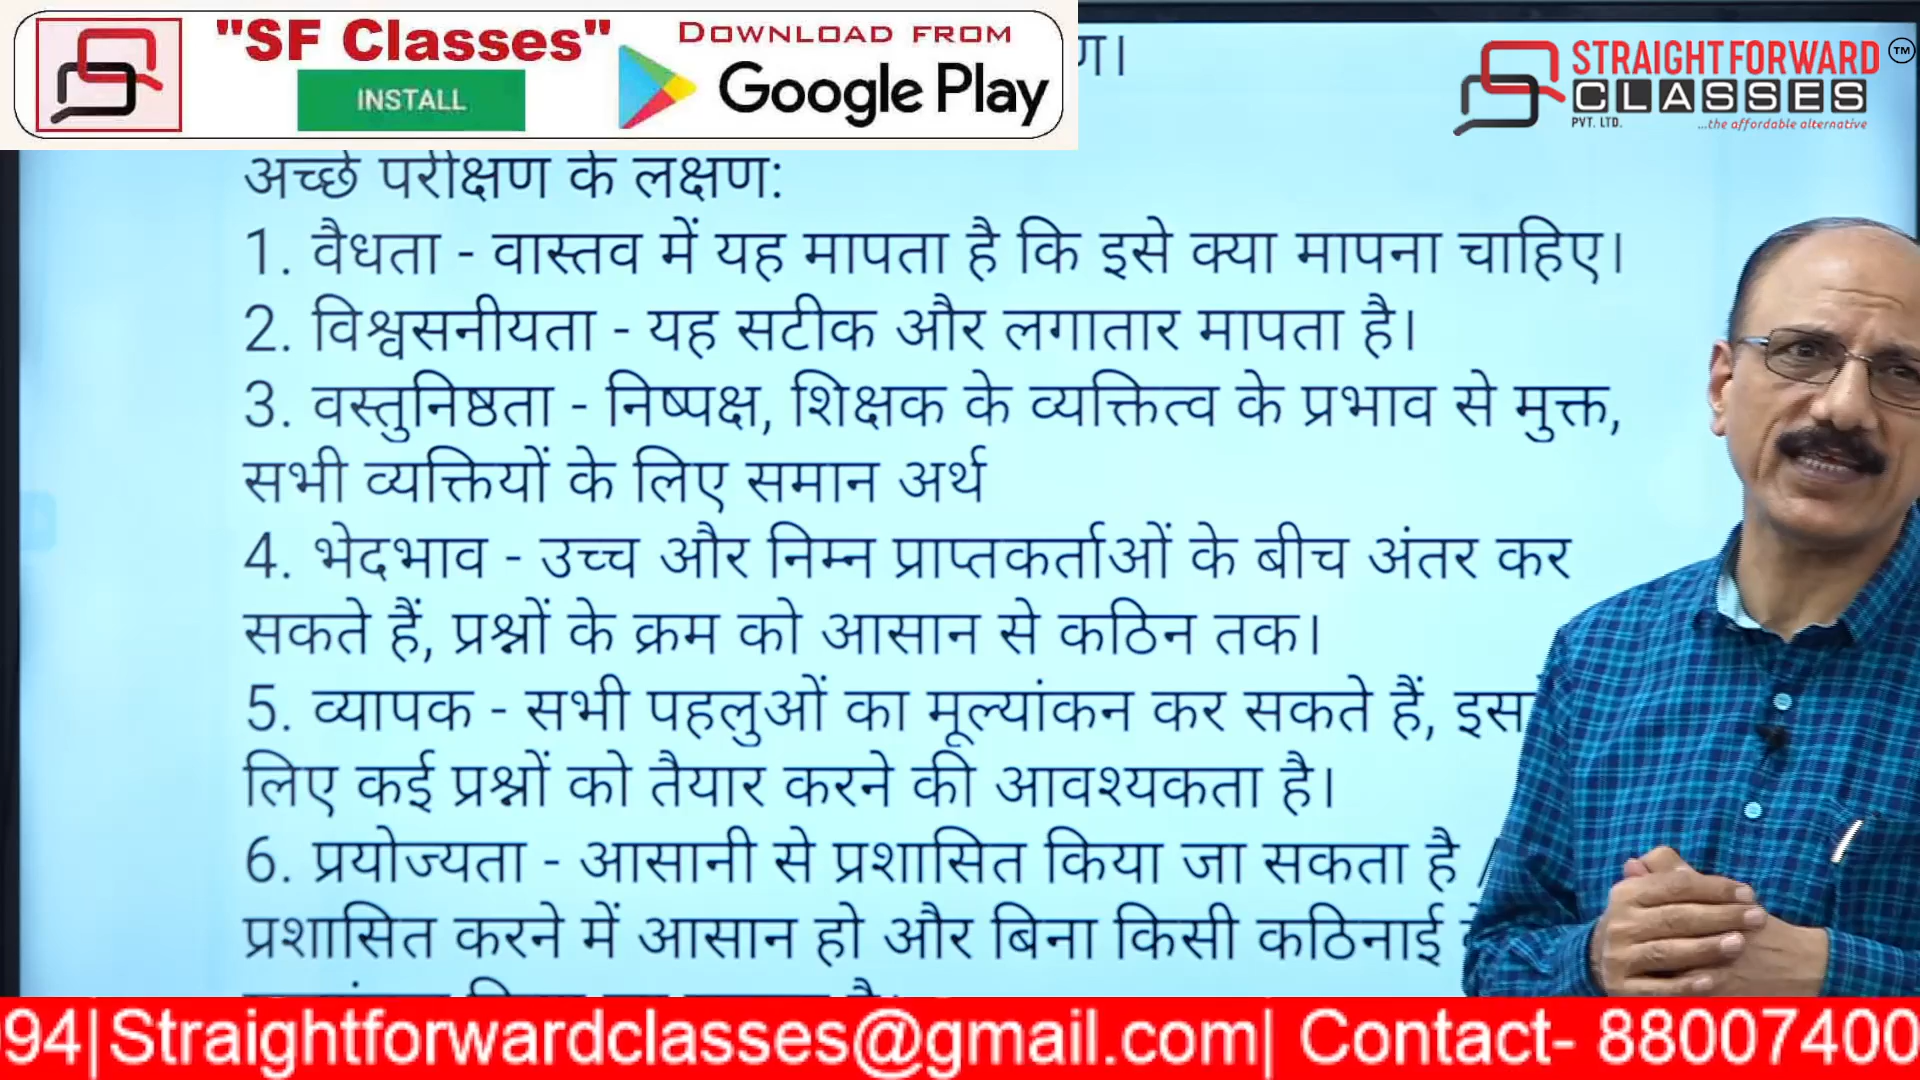 "SF Classes"
INSTALL
DOWNLOAD FROM
Google Play
STRAIGHT FORWARD TM
CLASSES
PVT. LTD.
...the affordable alternative
अच्छे परीक्षण के लक्षण:
1. वैधता - वास्तव में यह मापता है कि इसे क्या मापना चाहिए।
2. विश्वसनीयता - यह सटीक और लगातार मापता है।
3. वस्तुनिष्ठता - निष्पक्ष, शिक्षक के व्यक्तित्व के प्रभाव से मुक्त,
सभी व्यक्तियों के लिए समान अर्थ
4. भेदभाव - उच्च और निम्न प्राप्तकर्ताओं के बीच अंतर कर
सकते हैं, प्रश्नों के क्रम को आसान से कठिन तक।
5. व्यापक - सभी पहलुओं का मूल्यांकन कर सकते हैं, इस
लिए कई प्रश्नों को तैयार करने की आवश्यकता है।
6. प्रयोज्यता - आसानी से प्रशासित किया जा सकता है /
प्रशासित करने में आसान हो और बिना किसी कठिनाई
094|Straightforwardclasses@gmail.com| Contact- 88007400